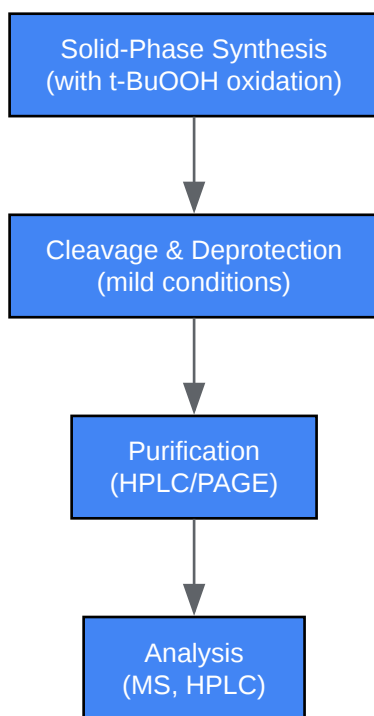 Solid-Phase Synthesis
(with t-BuOOH oxidation)
Cleavage & Deprotection
(mild conditions)
Purification
(HPLC/PAGE)
Analysis
(MS, HPLC)